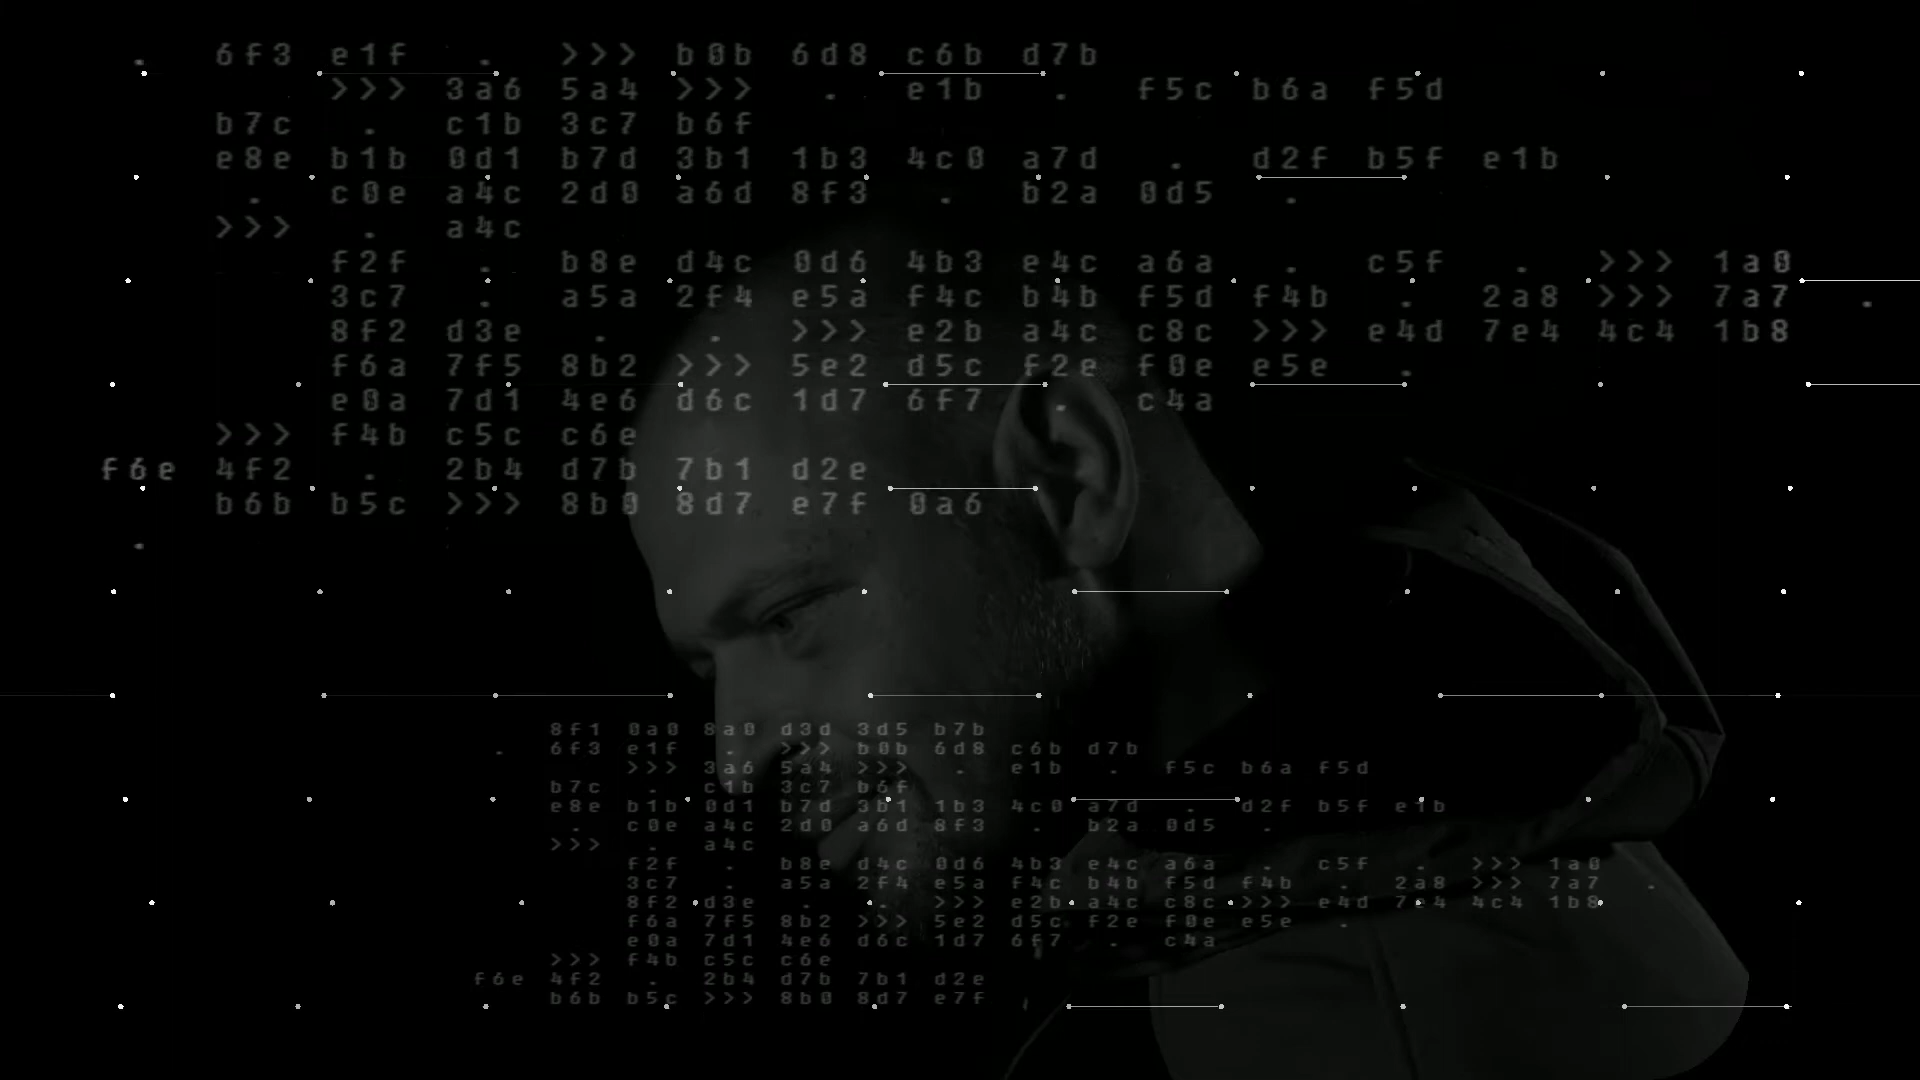 . 6f3 e1f . >>> b0b 6d8 c6b d7b
>>> 3a6 5a4 >>> . e1b . f5c b6a f5d
b7c . c1b 3c7 b6f
e8e b1b 0d1 b7d 3b1 1b3 4c0 a7d . d2f b5f e1b
. c0e a4c 2d0 a6d 8f3 . b2a 0d5 .
>>> . a4c
f2f . b8e d4c 0d6 4b3 e4c a6a . c5f . >>> 1a0
3c7 . a5a 2f4 e5a f4c b4b f5d f4b . 2a8 >>> 7a7 .
8f2 d3e . . >>> e2b a4c c8c >>> e4d 7e4 4c4 1b8
f6a 7f5 8b2 >>> 5e2 d5c f2e f0e e5e .
e0a 7d1 4e6 d6c 1d7 6f7 . c4a
>>> f4b c5c c6e
f6e 4f2 . 2b4 d7b 7b1 d2e
b6b b5c >>> 8b0 8d7 e7f 0a6
.
8f1 0a0 8a0 d3d 3d5 b7b
. 6f3 e1f . >>> b0b 6d8 c6b d7b
>>> 3a6 5a4 >>> . e1b . f5c b6a f5d
b7c . c1b 3c7 b6f
e8e b1b 0d1 b7d 3b1 1b3 4c0 a7d . d2f b5f e1b
. c0e a4c 2d0 a6d 8f3 . b2a 0d5 .
>>> . a4c
f2f . b8e d4c 0d6 4b3 e4c a6a . c5f . >>> 1a0
3c7 . a5a 2f4 e5a f4c b4b f5d f4b . 2a8 >>> 7a7 .
8f2 d3e . . >>> e2b a4c c8c >>> e4d 7e4 4c4 1b8
f6a 7f5 8b2 >>> 5e2 d5c f2e f0e e5e .
e0a 7d1 4e6 d6c 1d7 6f7 . c4a
>>> f4b c5c c6e
f6e 4f2 . 2b4 d7b 7b1 d2e
b6b b5c >>> 8b0 8d7 e7f